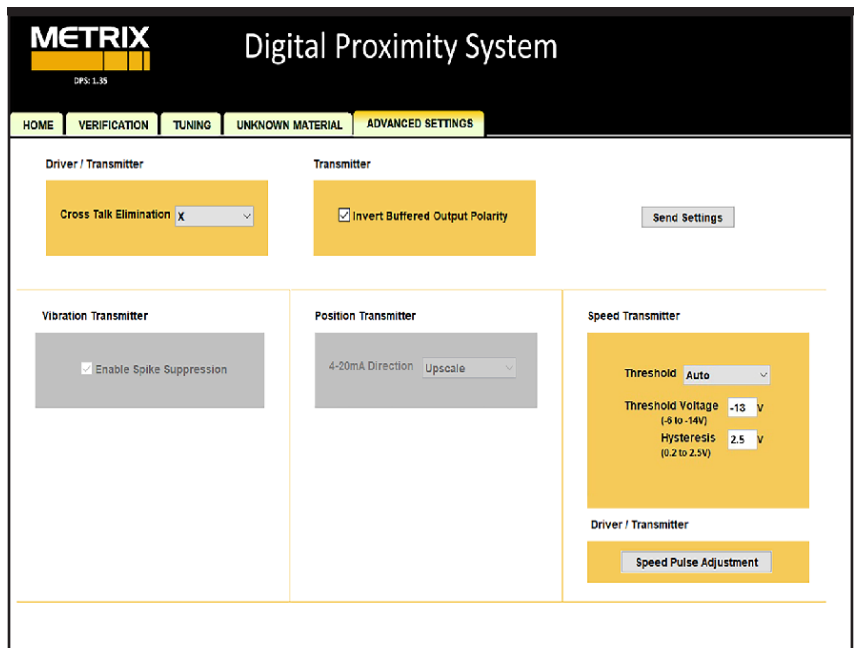 METRIX
Digital Proximity System
DPS: 1.35
HOME
VERIFICATION
TUNING
UNKNOWN MATERIAL
ADVANCED SETTINGS
Driver / Transmitter
Cross Talk Elimination X
Transmitter
Invert Buffered Output Polarity
Send Settings
Vibration Transmitter
Enable Spike Suppression
Position Transmitter
4-20mA Direction Upscale
Speed Transmitter
Threshold Auto
Threshold Voltage -13 V
(-6 to -14V)
Hysteresis 2.5 V
(0.2 to 2.5V)
Driver / Transmitter
Speed Pulse Adjustment